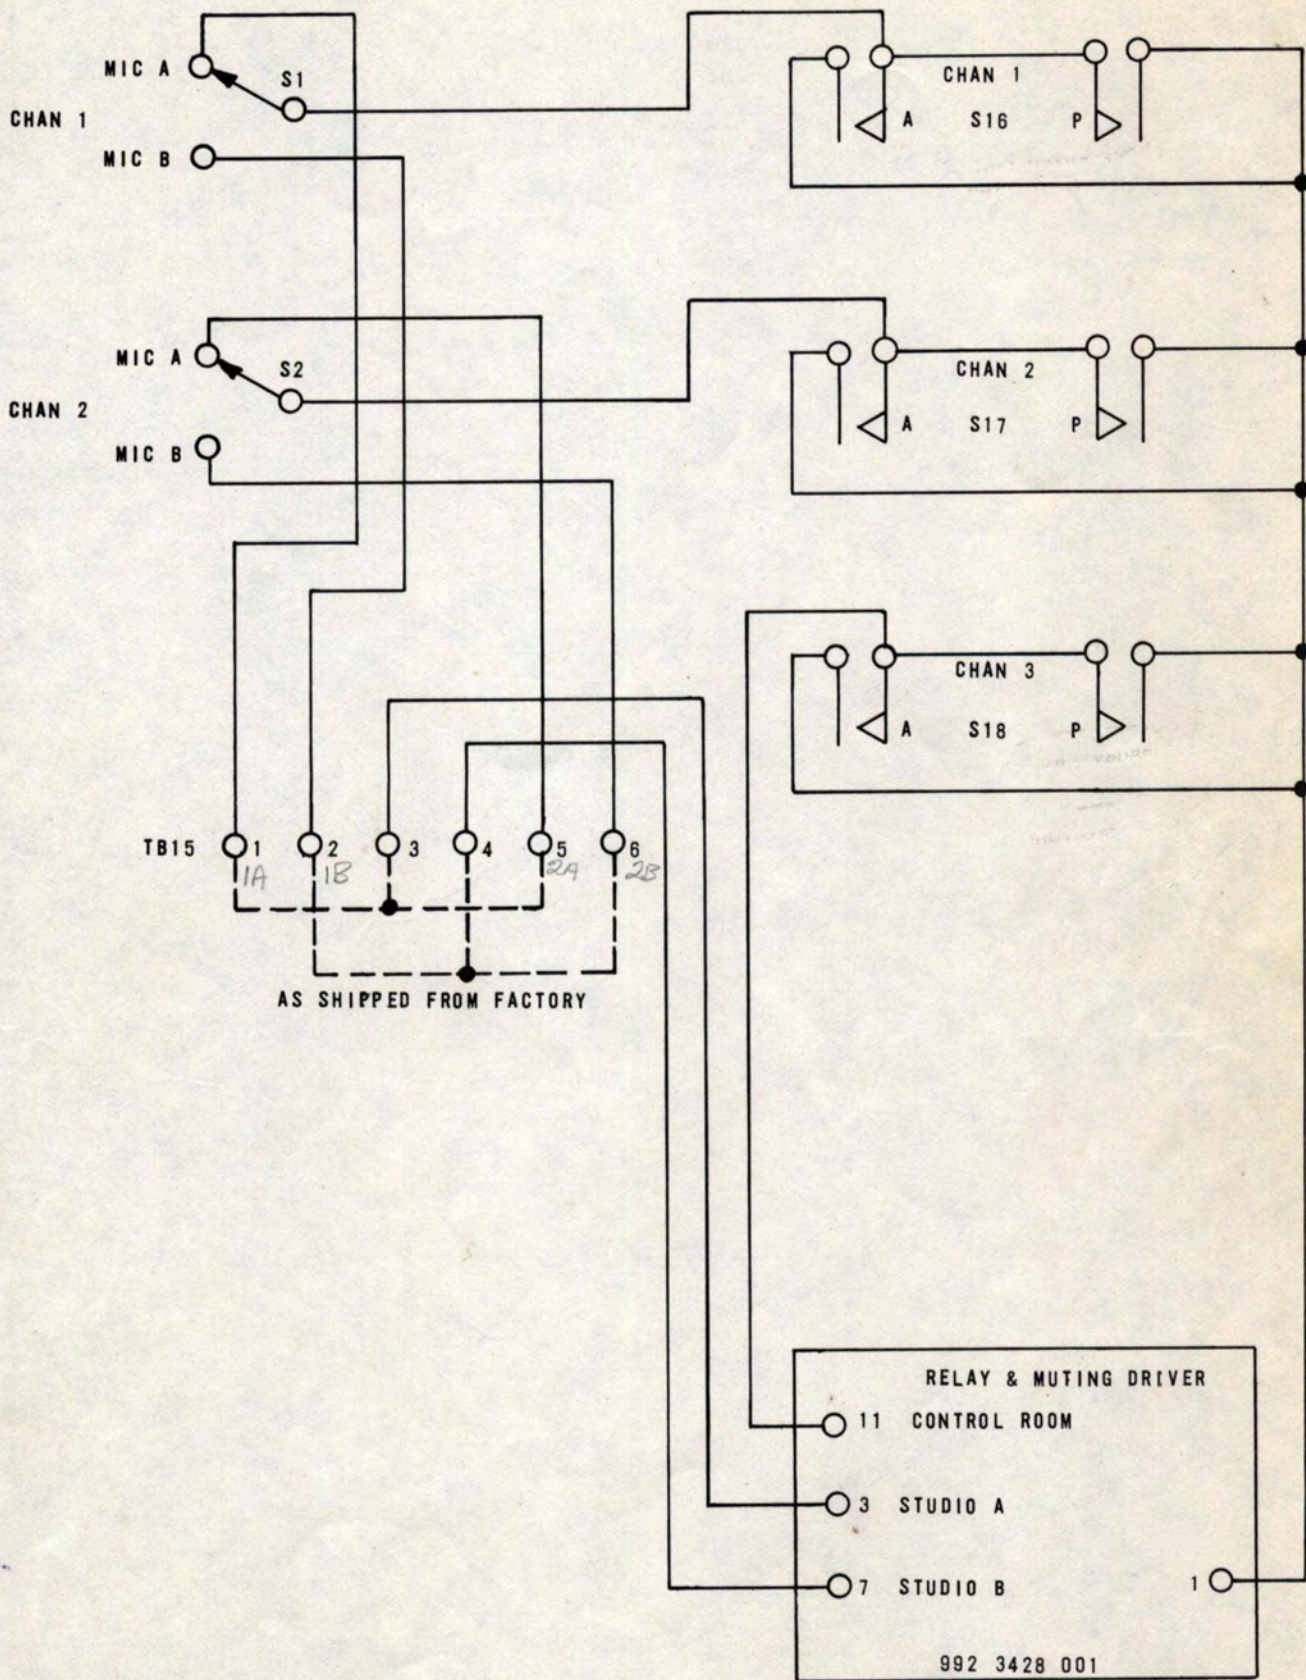 MIC A
S1
CHAN 1
MIC B
CHAN 1
A S16 P
MIC A
S2
CHAN 2
MIC B
CHAN 2
A S17 P
CHAN 3
A S18 P
TB15 1 2 3 4 5 6
1A 1B 2A 2B
AS SHIPPED FROM FACTORY
RELAY & MUTING DRIVER
11 CONTROL ROOM
3 STUDIO A
7 STUDIO B
1
992 3428 001